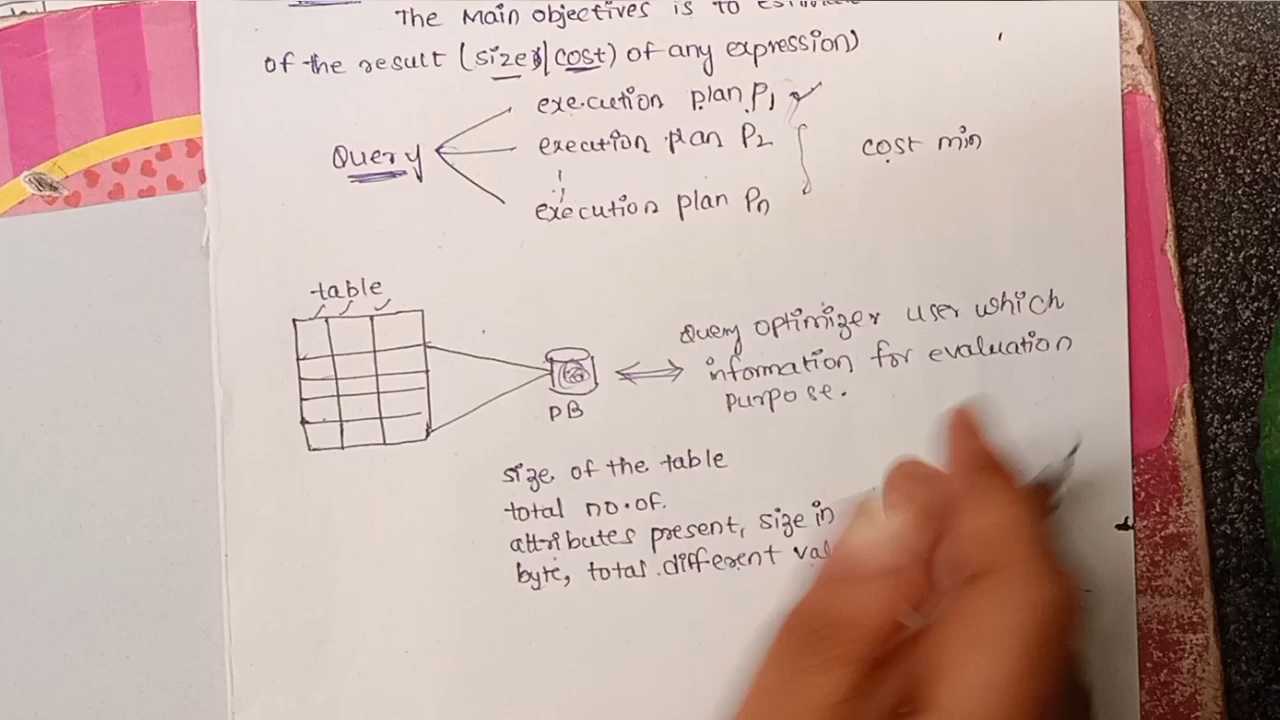 The Main objectives is to
of the result (sizes|cost) of any expression)
execution plan P1
Query
execution plan P2
cost min
execution plan Pn
table
Query optimizer user which
information for evaluation
purpose.
DB
size of the table
total no.of.
attributes present, size in
byte, total different